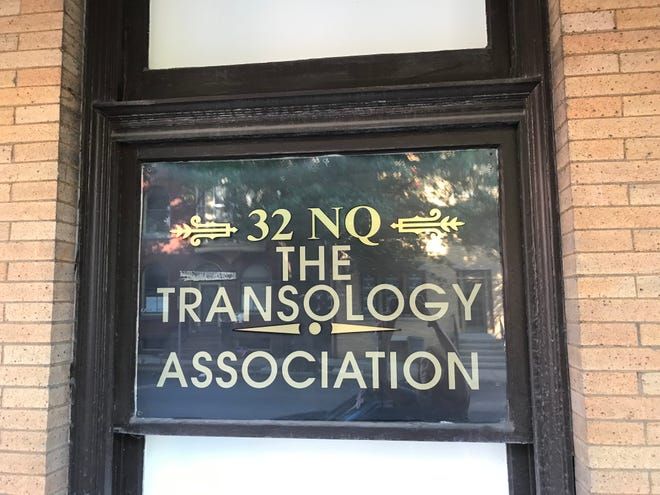 32 NQ
THE
TRANSOLOGY
ASSOCIATION